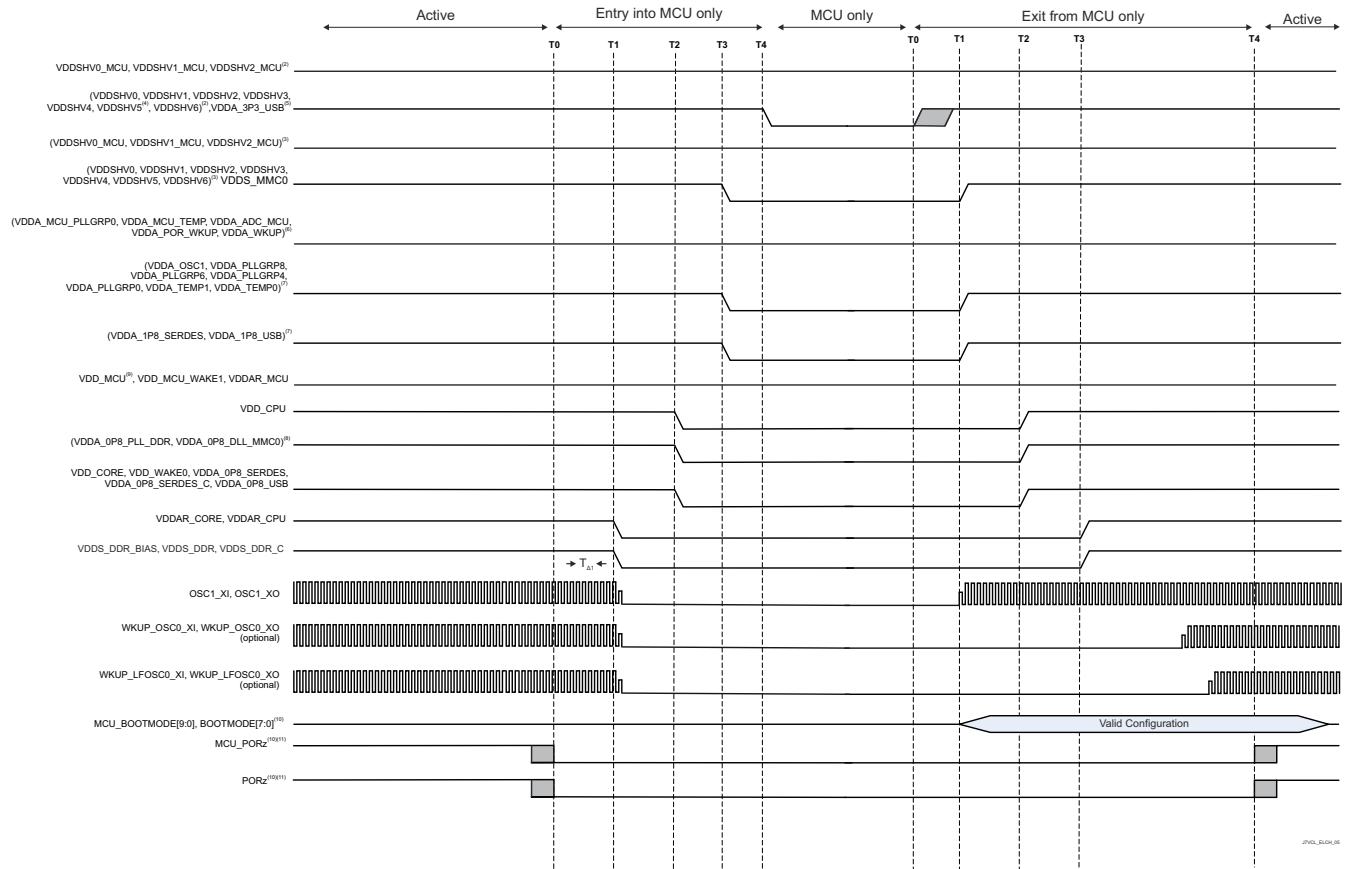 Active
Entry into MCU only
MCU only
Exit from MCU only
Active
T0
T1
T2
T3
T4
T0
T1
T2
T3
T4
VDDSHV0_MCU, VDDSHV1_MCU, VDDSHV2_MCU(2)
(VDDSHV0, VDDSHV1, VDDSHV2, VDDSHV3,
VDDSHV4, VDDSHV5(4), VDDSHV6)(2),VDDA_3P3_USB(5)
(VDDSHV0_MCU, VDDSHV1_MCU, VDDSHV2_MCU)(3)
(VDDSHV0, VDDSHV1, VDDSHV2, VDDSHV3,
VDDSHV4, VDDSHV5, VDDSHV6)(3) VDDS_MMC0
(VDDA_MCU_PLLGRP0, VDDA_MCU_TEMP, VDDA_ADC_MCU,
VDDA_POR_WKUP, VDDA_WKUP)(6)
(VDDA_OSC1, VDDA_PLLGRP8,
VDDA_PLLGRP6, VDDA_PLLGRP4,
VDDA_PLLGRP0, VDDA_TEMP1, VDDA_TEMP0)(7)
(VDDA_1P8_SERDES, VDDA_1P8_USB)(7)
VDD_MCU(9), VDD_MCU_WAKE1, VDDAR_MCU
VDD_CPU
(VDDA_0P8_PLL_DDR, VDDA_0P8_DLL_MMC0)(8)
VDD_CORE, VDD_WAKE0, VDDA_0P8_SERDES,
VDDA_0P8_SERDES_C, VDDA_0P8_USB
VDDAR_CORE, VDDAR_CPU
VDDS_DDR_BIAS, VDDS_DDR, VDDS_DDR_C
TΔ1
OSC1_XI, OSC1_XO
WKUP_OSC0_XI, WKUP_OSC0_XO
(optional)
WKUP_LFOSC0_XI, WKUP_LFOSC0_XO
(optional)
MCU_BOOTMODE[9:0], BOOTMODE[7:0](10)
Valid Configuration
MCU_PORz(10)(11)
PORz(10)(11)
J7VCL_ELCH_05